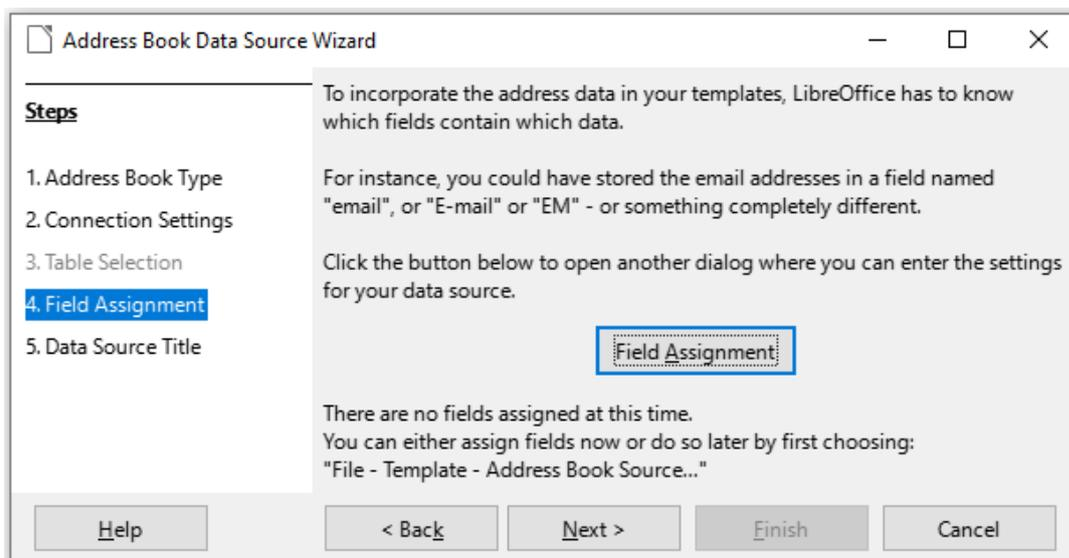 Address Book Data Source Wizard
Steps
1. Address Book Type
2. Connection Settings
3. Table Selection
4. Field Assignment
5. Data Source Title
To incorporate the address data in your templates, LibreOffice has to know
which fields contain which data.
For instance, you could have stored the email addresses in a field named
"email", or "E-mail" or "EM" - or something completely different.
Click the button below to open another dialog where you can enter the settings
for your data source.
Field Assignment
There are no fields assigned at this time.
You can either assign fields now or do so later by first choosing:
"File - Template - Address Book Source..."
Help
< Back
Next >
Finish
Cancel